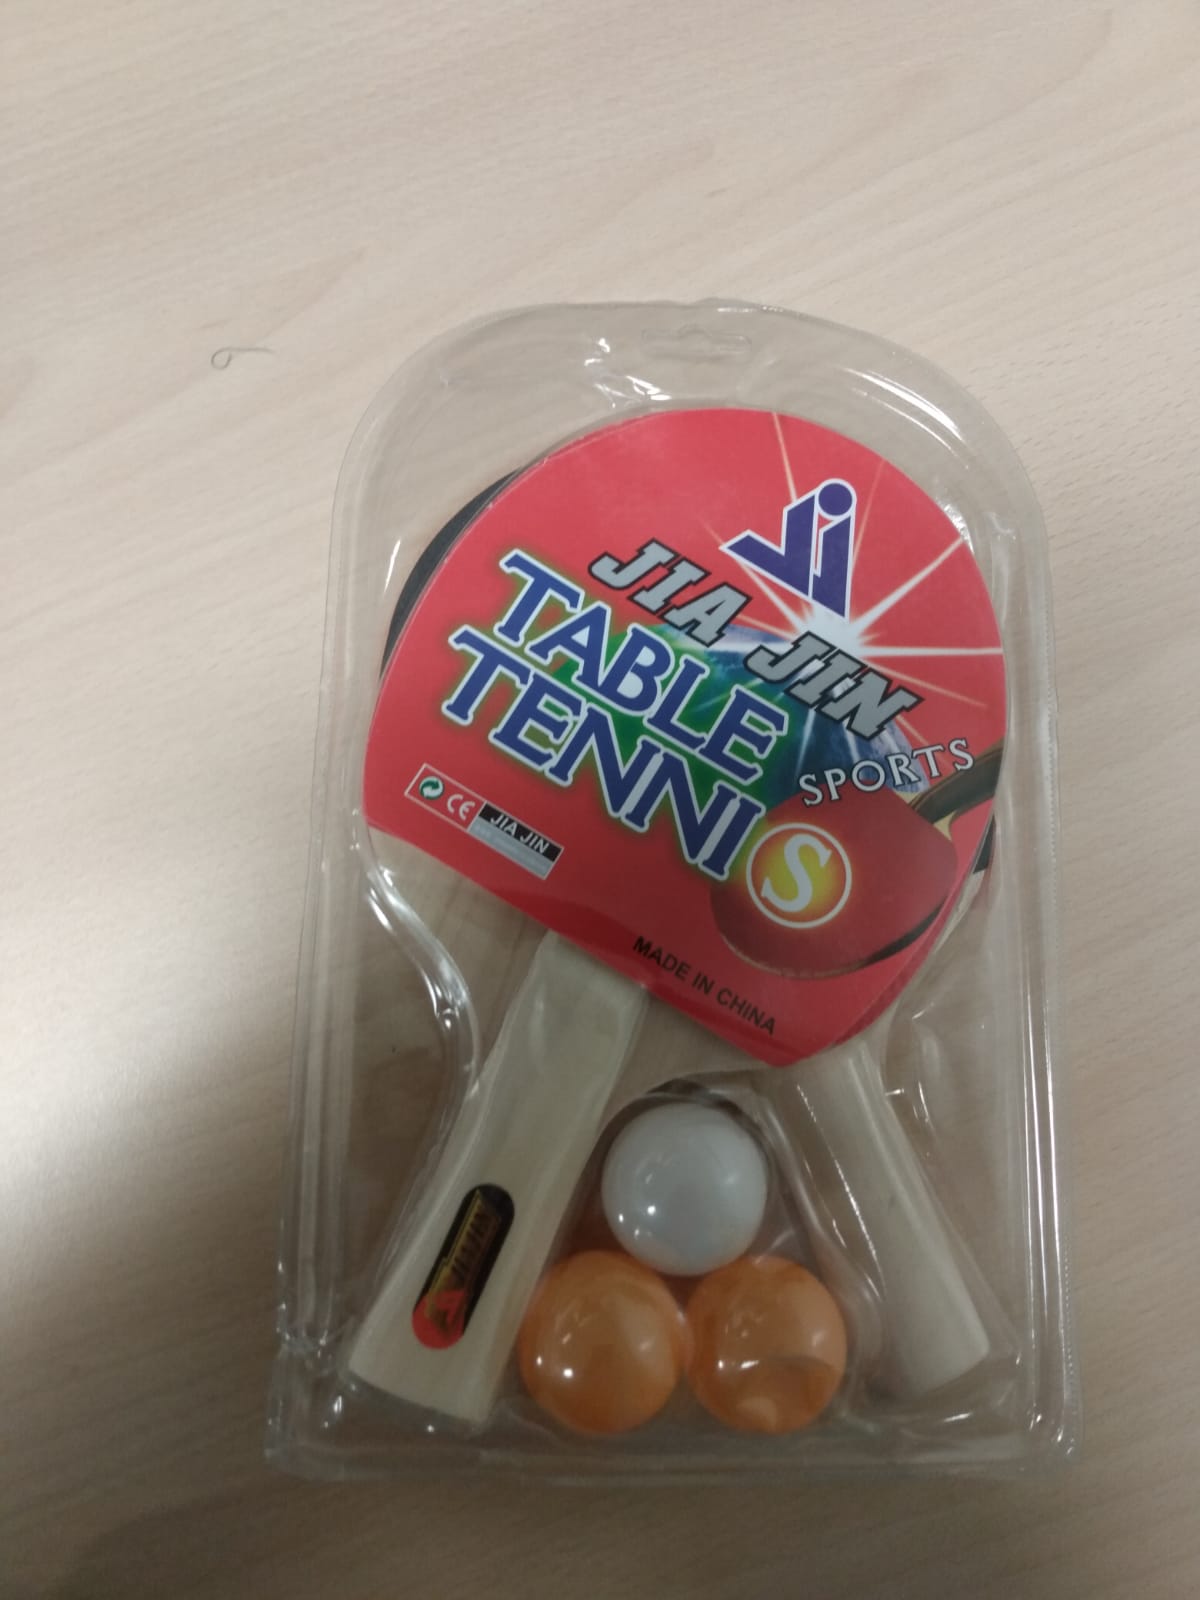 JIA JIN
TABLE
TENNIS
SPORTS
CE JIA JIN
MADE IN CHINA